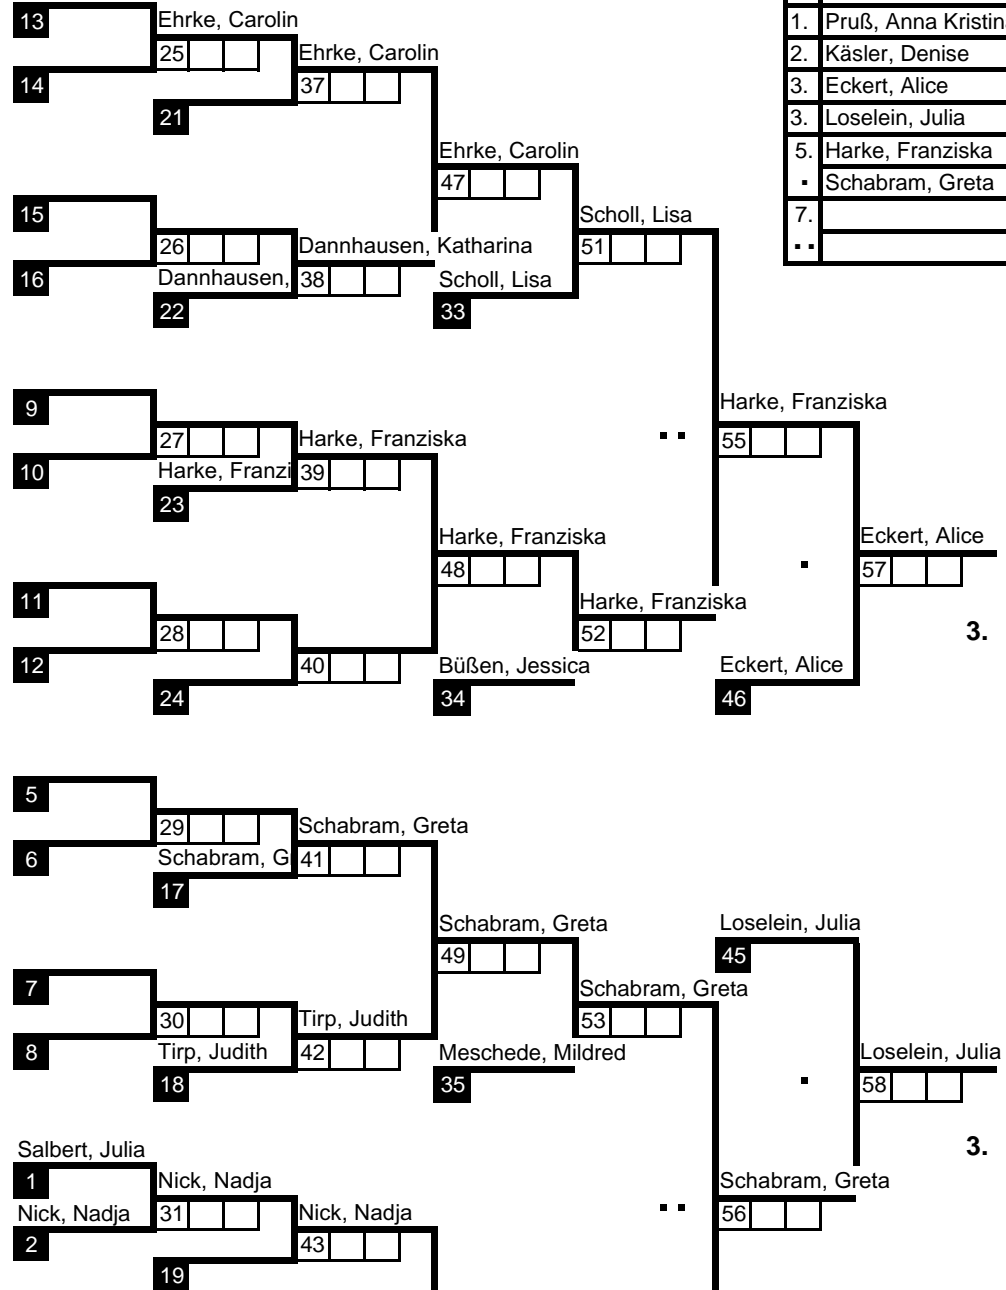 13 Ehrke, Carolin
1. Pruß, Anna Kristin
25 Ehrke, Carolin
2. Käsler, Denise
14 37
3. Eckert, Alice
21
3. Loselein, Julia
Ehrke, Carolin
5. Harke, Franziska
47
. Schabram, Greta
15 Scholl, Lisa
7.
26 Dannhausen, Katharina 51
..
16 Dannhausen, 38 Scholl, Lisa
22 33
9 Harke, Franziska
27 Harke, Franziska .. 55
10 Harke, Franzi 39
23
Harke, Franziska Eckert, Alice
48 . 57
11 Harke, Franziska
28 52 3.
12 40 Büßen, Jessica Eckert, Alice
24 34 46
5
29 Schabram, Greta
6 Schabram, G 41
17
Schabram, Greta Loselein, Julia
49 45
7 Schabram, Greta
30 Tirp, Judith 53
8 Tirp, Judith 42 Meschede, Mildred Loselein, Julia
18 35 . 58
Salbert, Julia 3.
1 Nick, Nadja Schabram, Greta
Nick, Nadja 31 Nick, Nadja .. 56
2 43
19